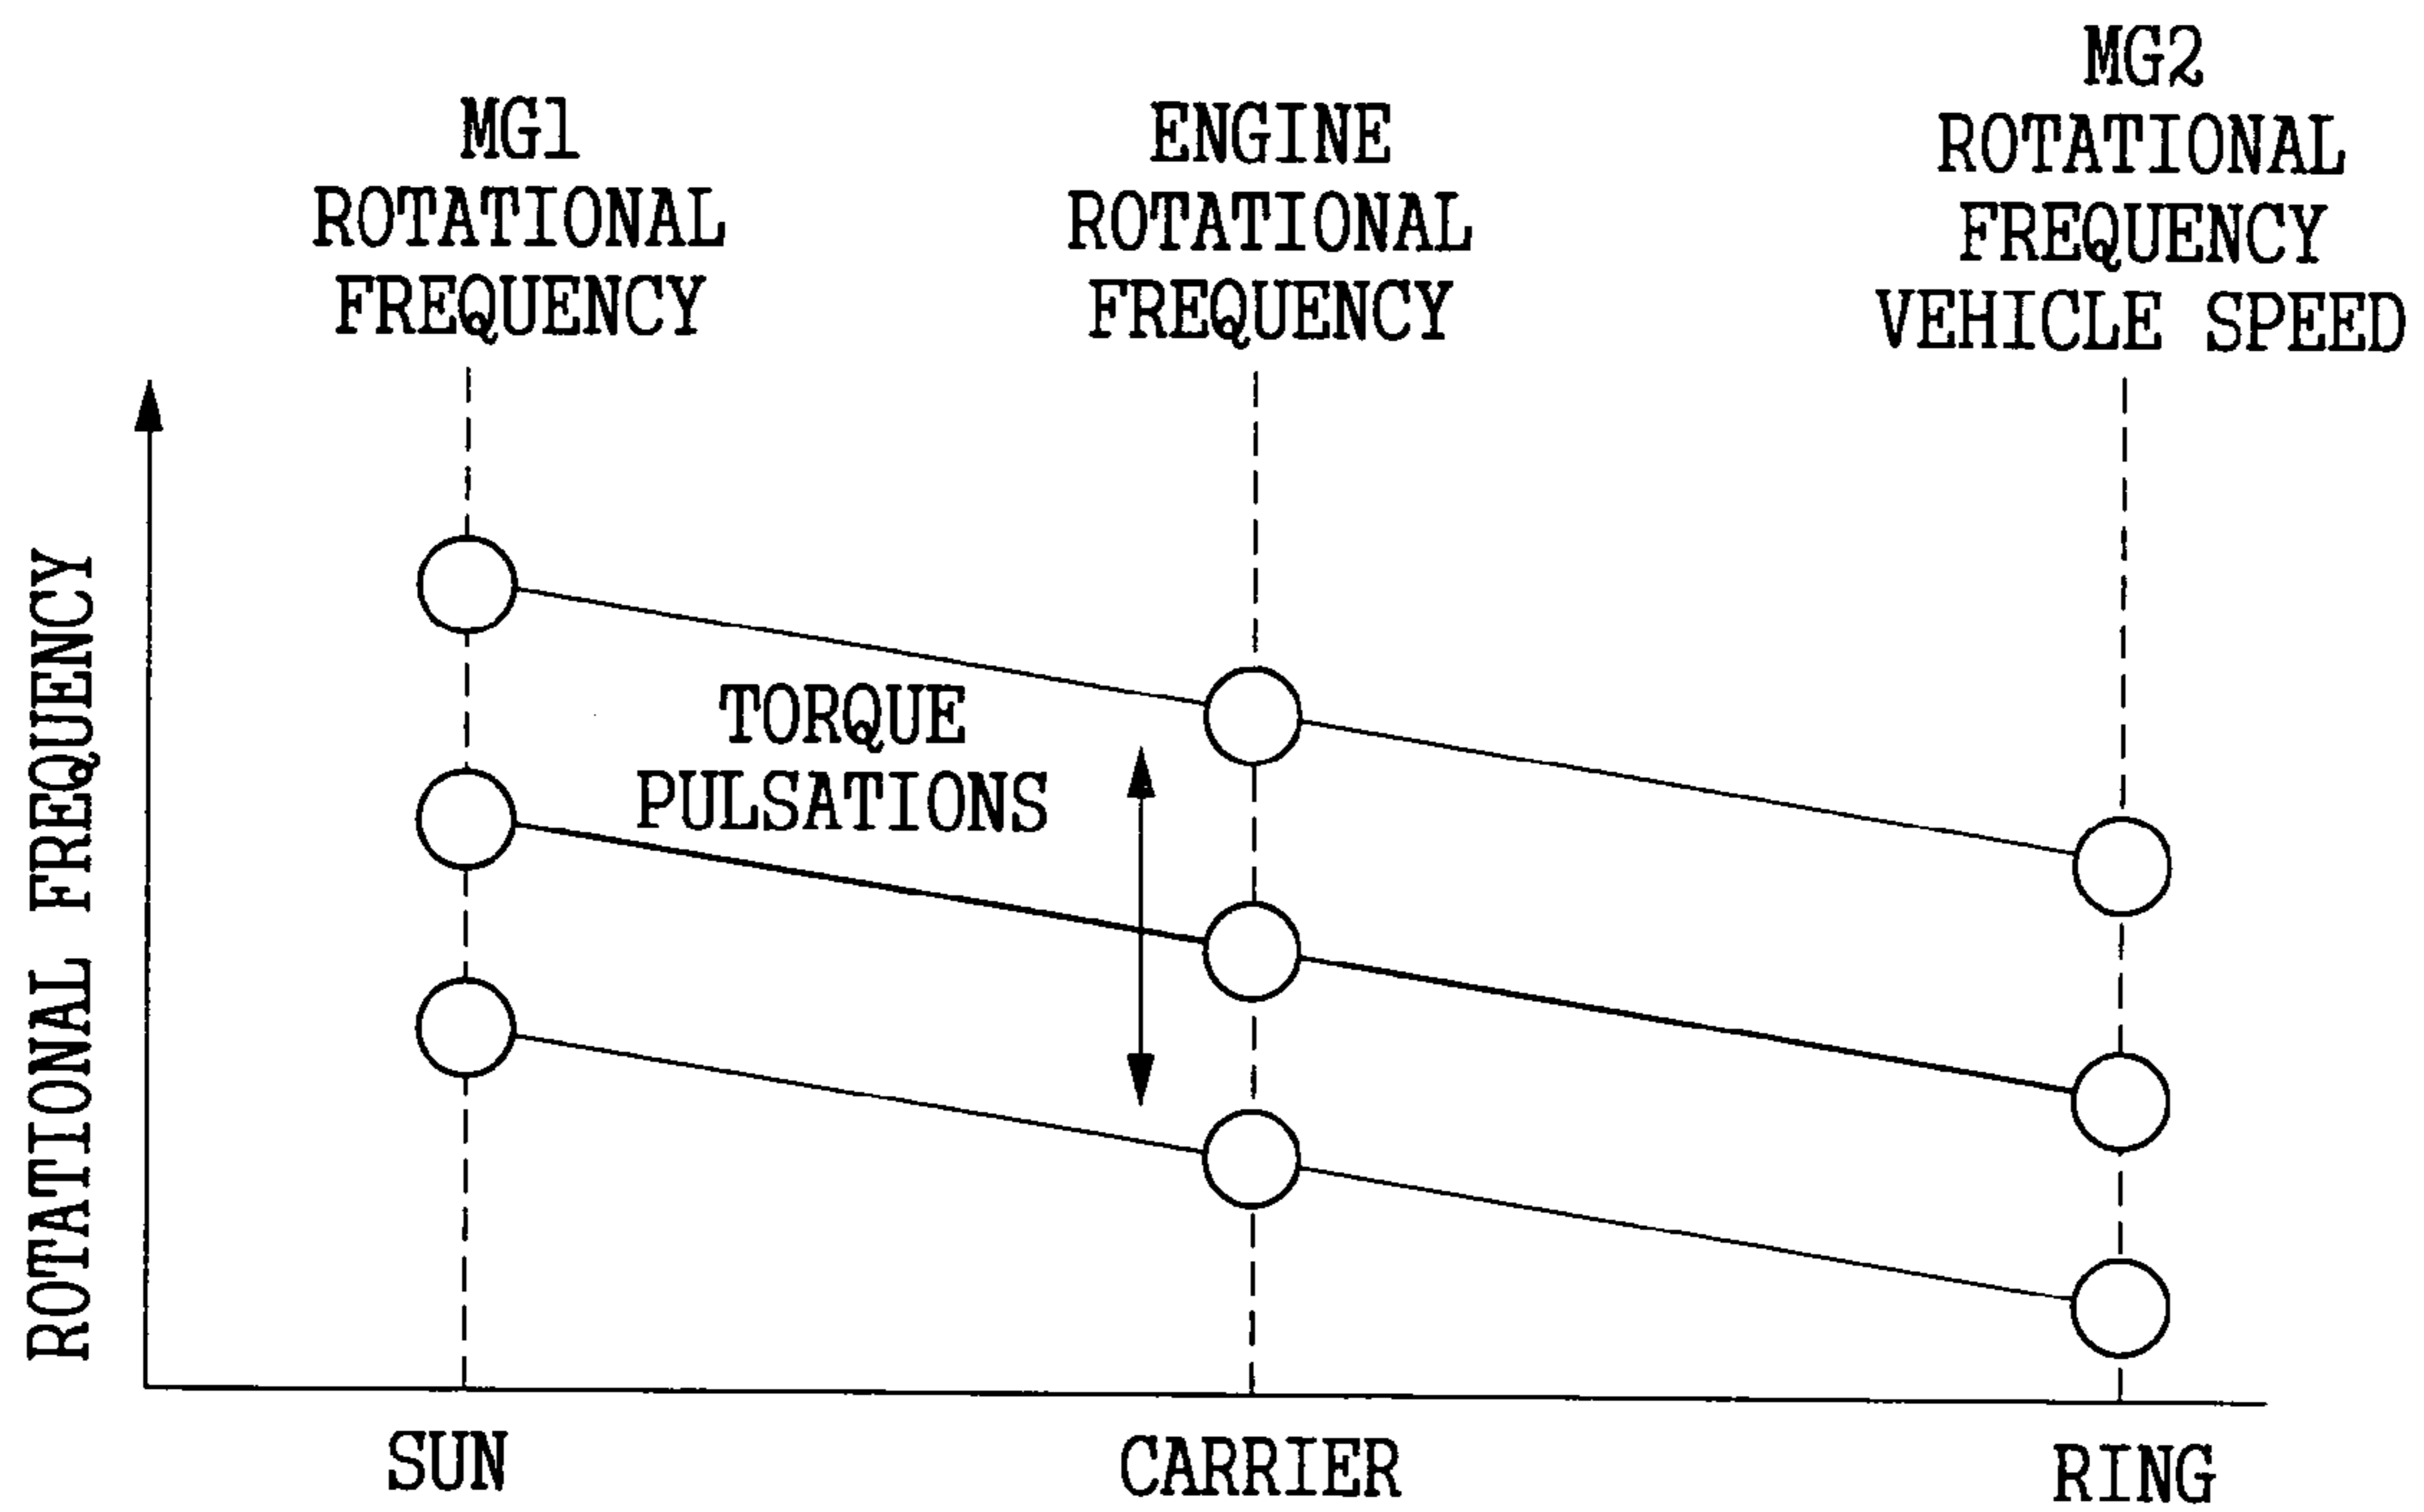 MG1
ROTATIONAL
FREQUENCY
ENGINE
ROTATIONAL
FREQUENCY
MG2
ROTATIONAL
FREQUENCY
VEHICLE SPEED
ROTATIONAL FREQUENCY
TORQUE
PULSATIONS
SUN
CARRIER
RING